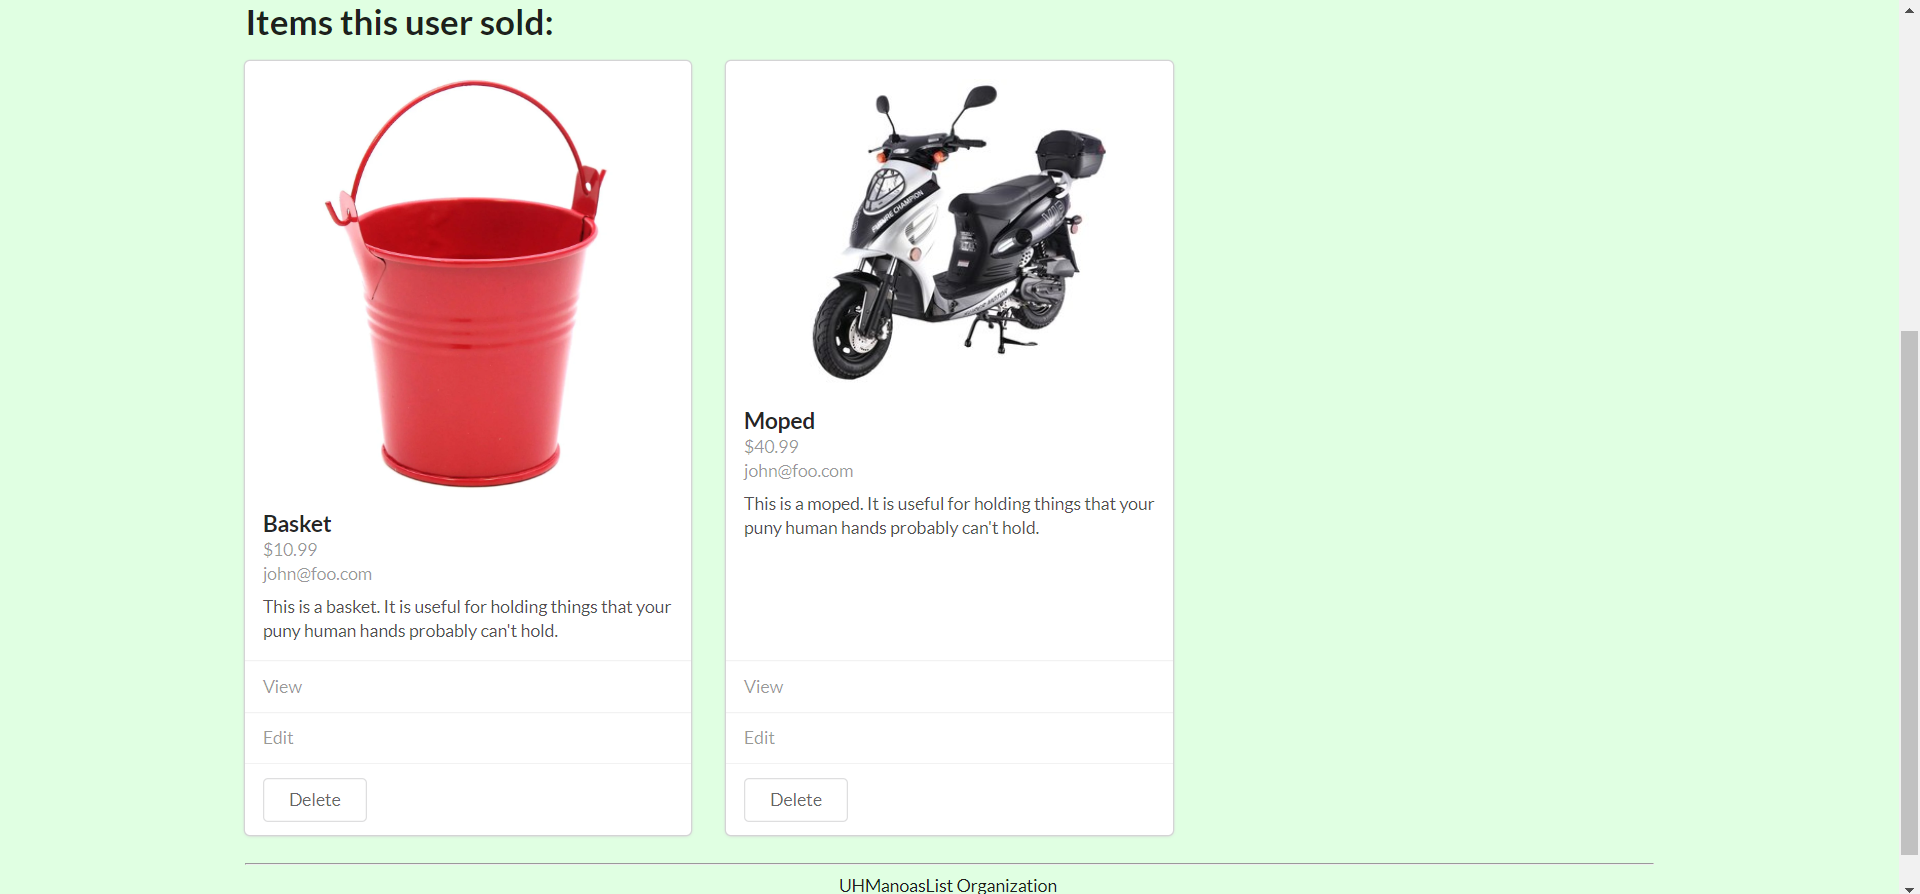 Items this user sold:
Basket
$10.99
john@foo.com
This is a basket. It is useful for holding things that your
puny human hands probably can't hold.
View
Edit
Delete
CHAMPION
Moped
$40.99
john@foo.com
This is a moped. It is useful for holding things that your
puny human hands probably can't hold.
View
Edit
Delete
UHManoasList Organization